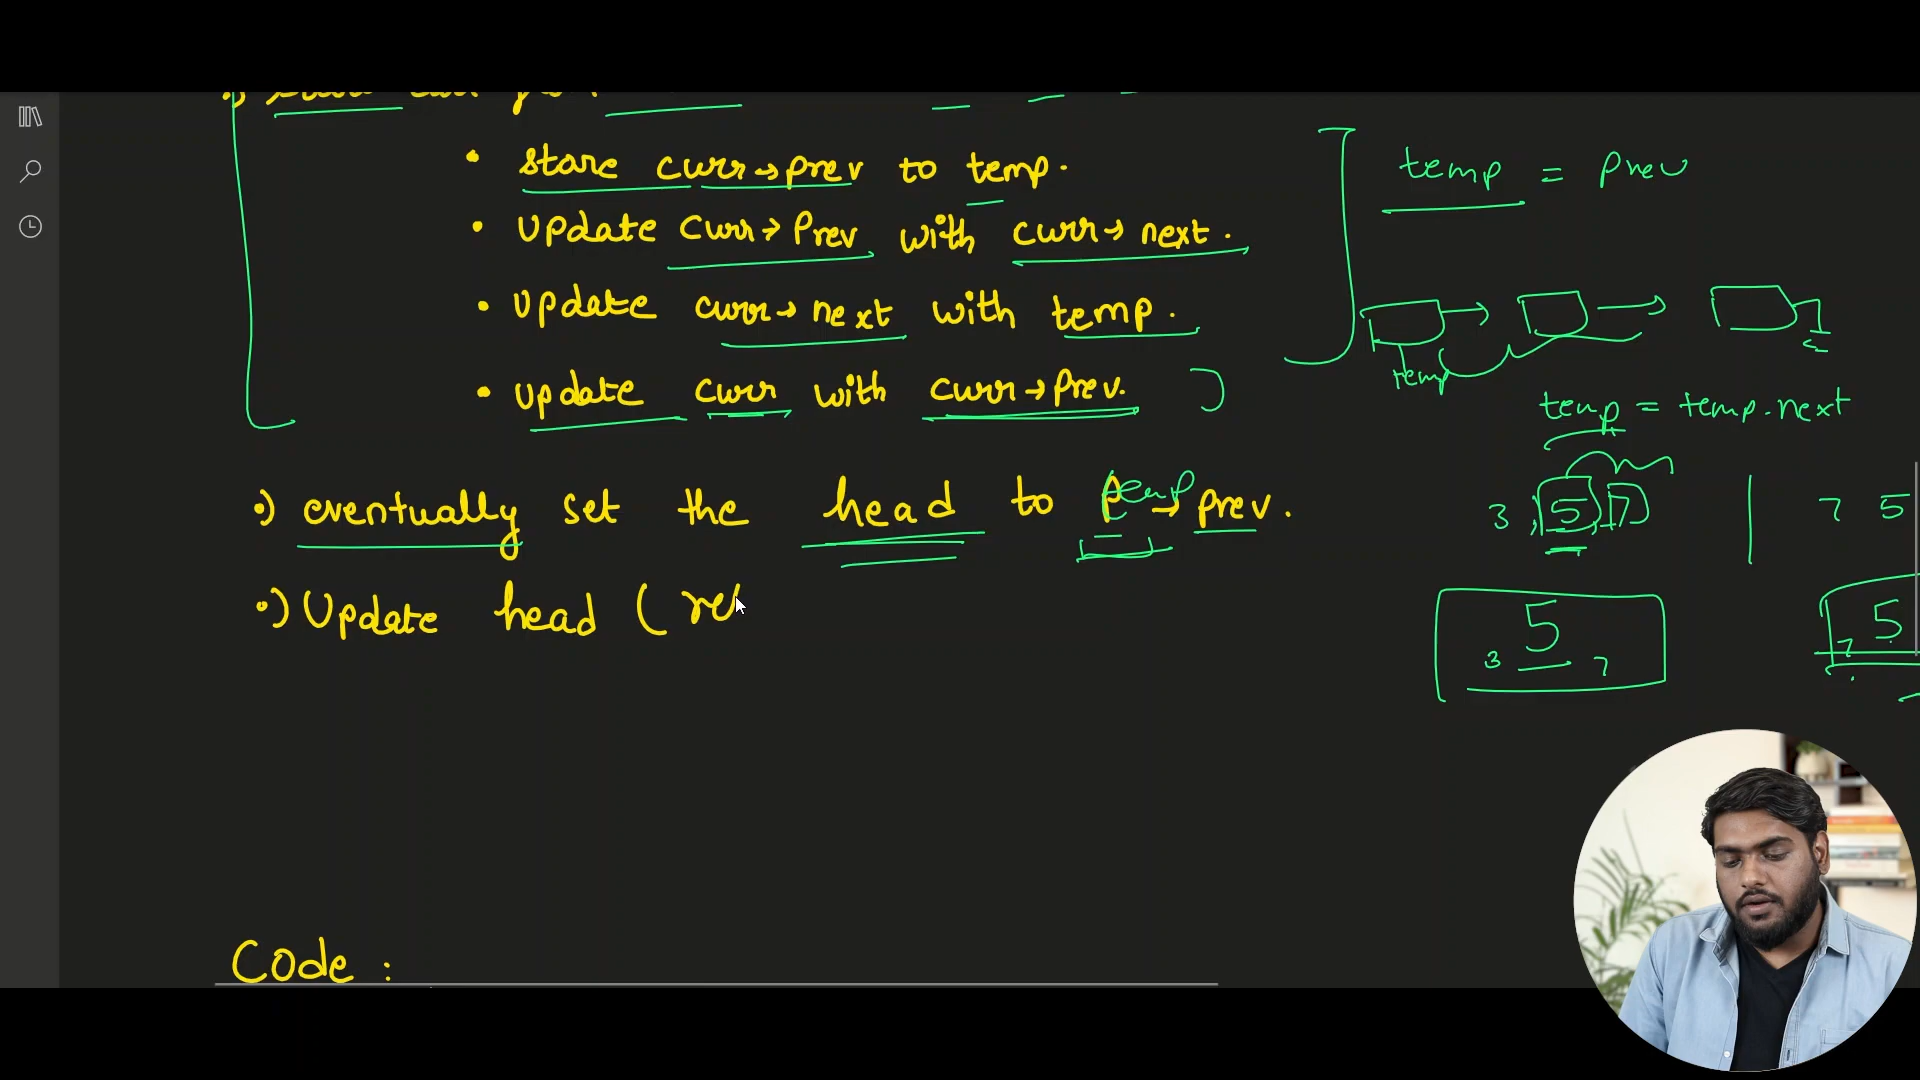 • store curr→prev to temp.
• update curr→prev with curr→next.
• update curr→next with temp.
• update curr with curr→prev.
•) eventually set the head to temp→prev.
•) Update head (ret
Code :
temp = prev
temp
temp = temp.next
3, 5, 7
7 5
5
3 7
5
7